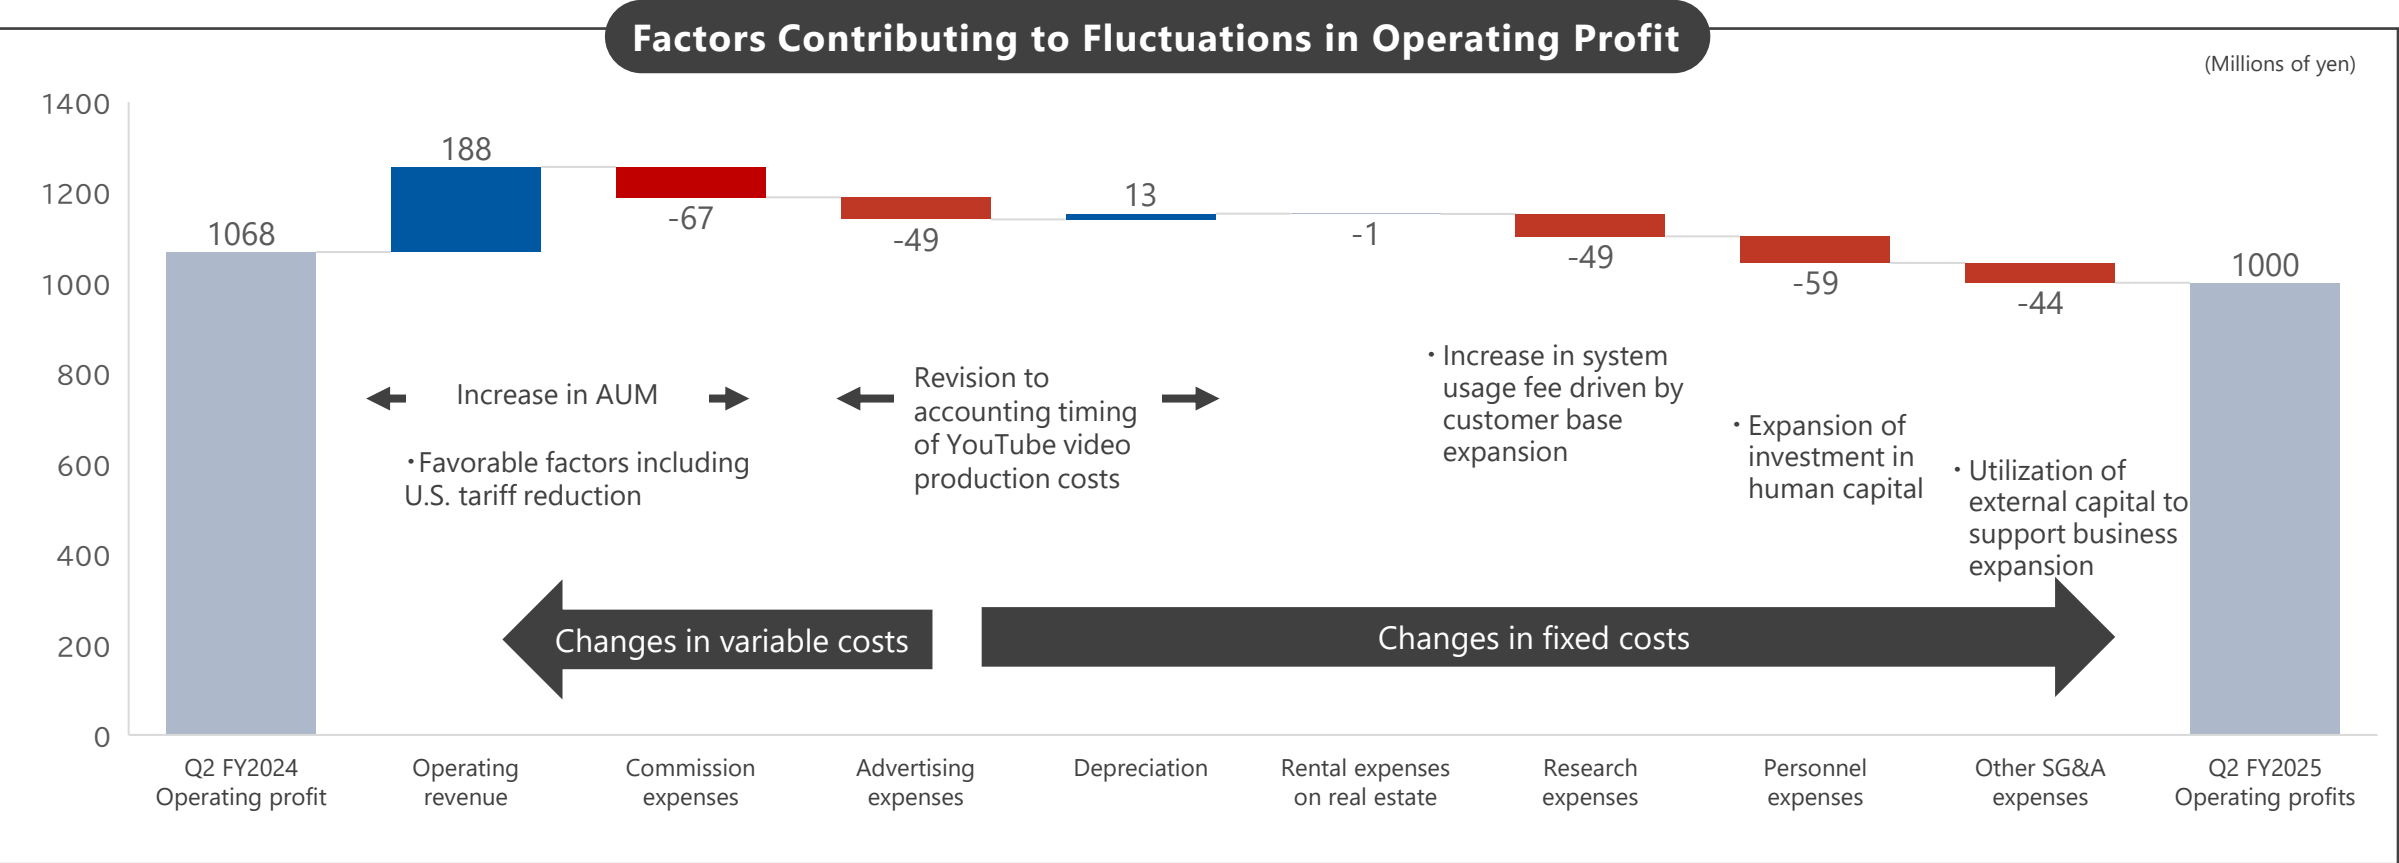 Factors Contributing to Fluctuations in Operating Profit
(Millions of yen)
1400
1200
1000
800
600
400
200
0
1068
188
-67
-49
13
-1
-49
-59
-44
1000
Increase in AUM
・Favorable factors including
U.S. tariff reduction
Revision to
accounting timing
of YouTube video
production costs
・Increase in system
usage fee driven by
customer base
expansion
・Expansion of
investment in
human capital
・Utilization of
external capital to
support business
expansion
Changes in variable costs
Changes in fixed costs
Q2 FY2024
Operating profit
Operating
revenue
Commission
expenses
Advertising
expenses
Depreciation
Rental expenses
on real estate
Research
expenses
Personnel
expenses
Other SG&A
expenses
Q2 FY2025
Operating profits